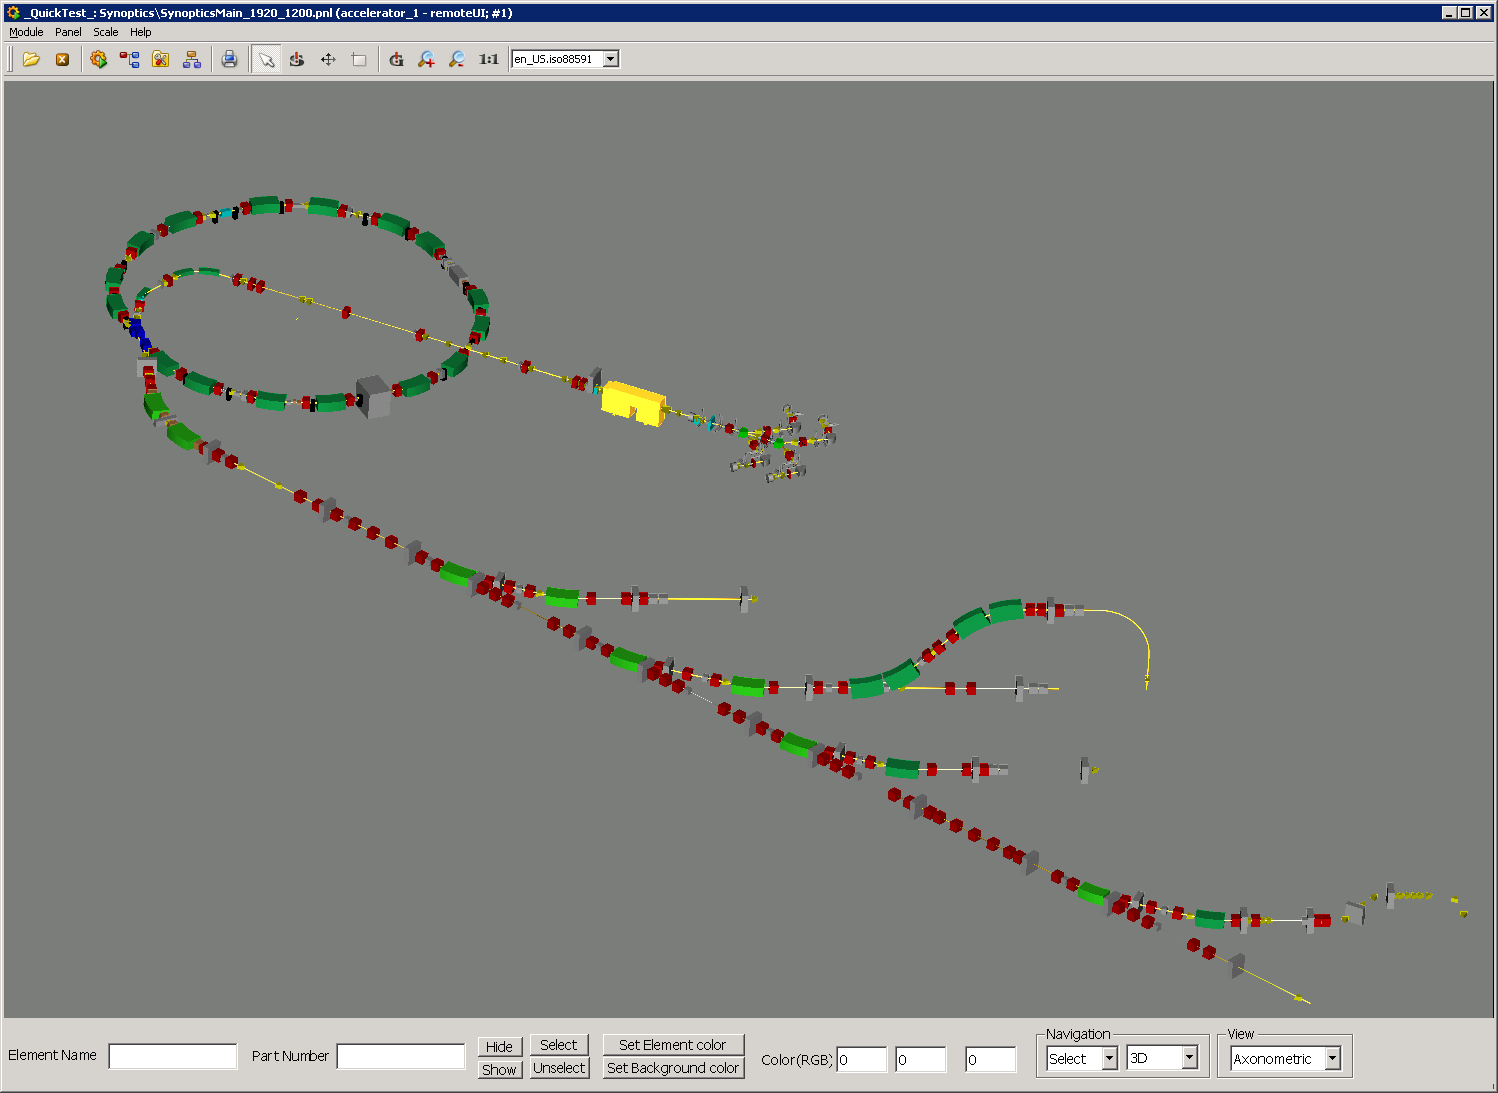 _QuickTest_: Synoptics\SynopticsMain_1920_1200.pnl (accelerator_1 - remoteUI; #1)
Module Panel Scale Help
1:1 en_US.iso88591
Navigation View
Element Name Part Number Hide Select Set Element color Color(RGB) 0 0 0 Select 3D Axonometric
Show Unselect Set Background color